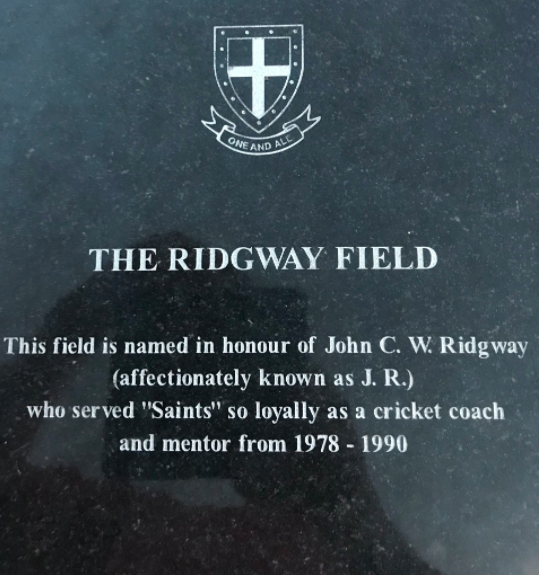 ONE AND ALL
THE RIDGWAY FIELD
This field is named in honour of John C. W. Ridgway
(affectionately known as J. R.)
who served "Saints" so loyally as a cricket coach
and mentor from 1978 - 1990